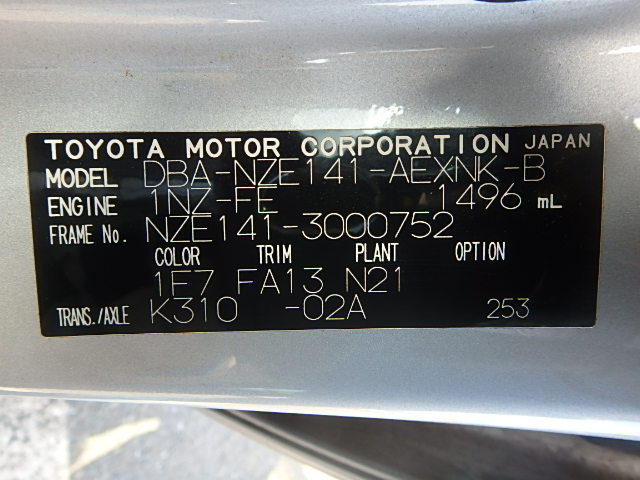 TOYOTA MOTOR CORPORATION JAPAN
MODEL DBA-NZE141-AEXNK-B
ENGINE 1NZ-FE 1496 mL
FRAME No. NZE141-3000752
COLOR TRIM PLANT OPTION
1F7 FA13 N21
TRANS./AXLE K310 -02A 253